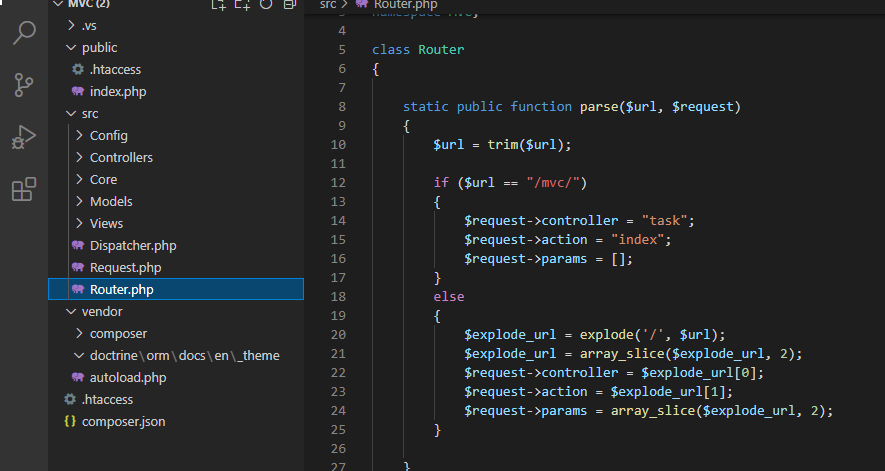 MVC (2)
.vs
public
.htaccess
index.php
src
Config
Controllers
Core
Models
Views
Dispatcher.php
Request.php
Router.php
vendor
composer
doctrine\orm\docs\en\_theme
autoload.php
.htaccess
{} composer.json
src > Router.php
3 namespace Mvc;
4
5 class Router
6 {
7
8 static public function parse($url, $request)
9 {
10 $url = trim($url);
11
12 if ($url == "/mvc/")
13 {
14 $request->controller = "task";
15 $request->action = "index";
16 $request->params = [];
17 }
18 else
19 {
20 $explode_url = explode('/', $url);
21 $explode_url = array_slice($explode_url, 2);
22 $request->controller = $explode_url[0];
23 $request->action = $explode_url[1];
24 $request->params = array_slice($explode_url, 2);
25 }
26
27 }